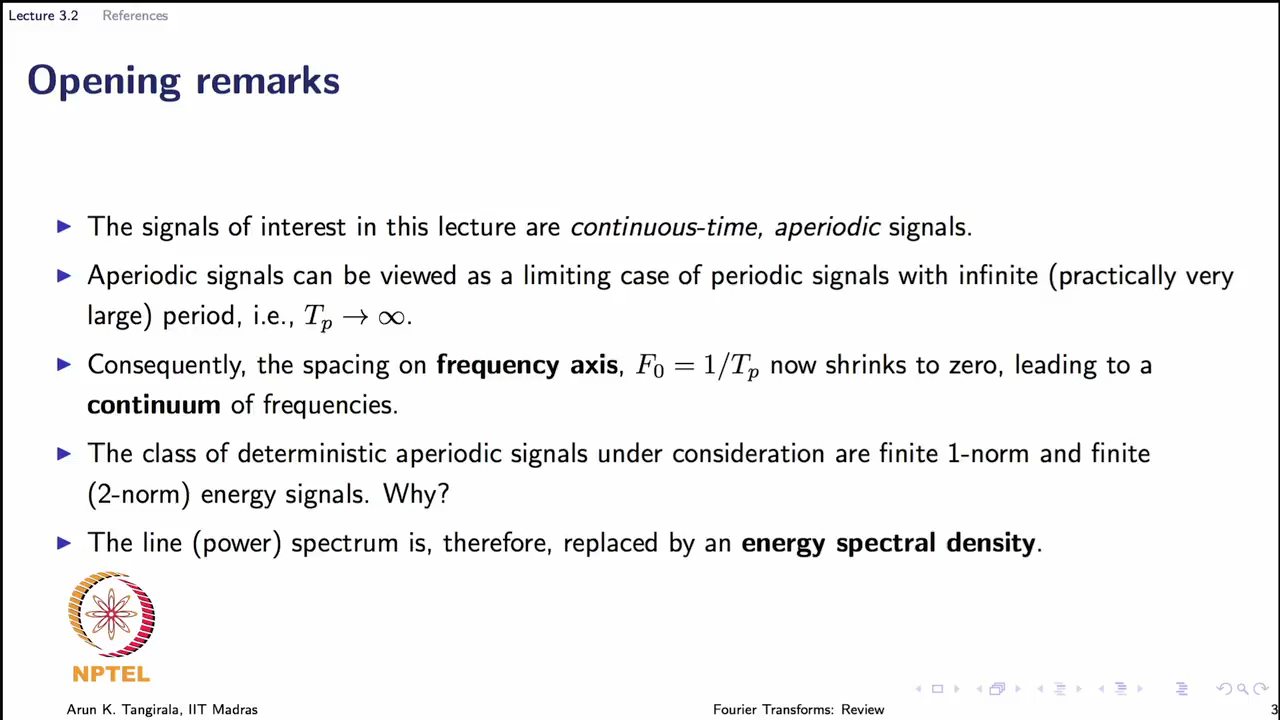 Lecture 3.2 References
Opening remarks
▶ The signals of interest in this lecture are continuous-time, aperiodic signals.
▶ Aperiodic signals can be viewed as a limiting case of periodic signals with infinite (practically very
large) period, i.e., Tₚ → ∞.
▶ Consequently, the spacing on frequency axis, F₀ = 1/Tₚ now shrinks to zero, leading to a
continuum of frequencies.
▶ The class of deterministic aperiodic signals under consideration are finite 1-norm and finite
(2-norm) energy signals. Why?
▶ The line (power) spectrum is, therefore, replaced by an energy spectral density.
NPTEL
Arun K. Tangirala, IIT Madras Fourier Transforms: Review 3